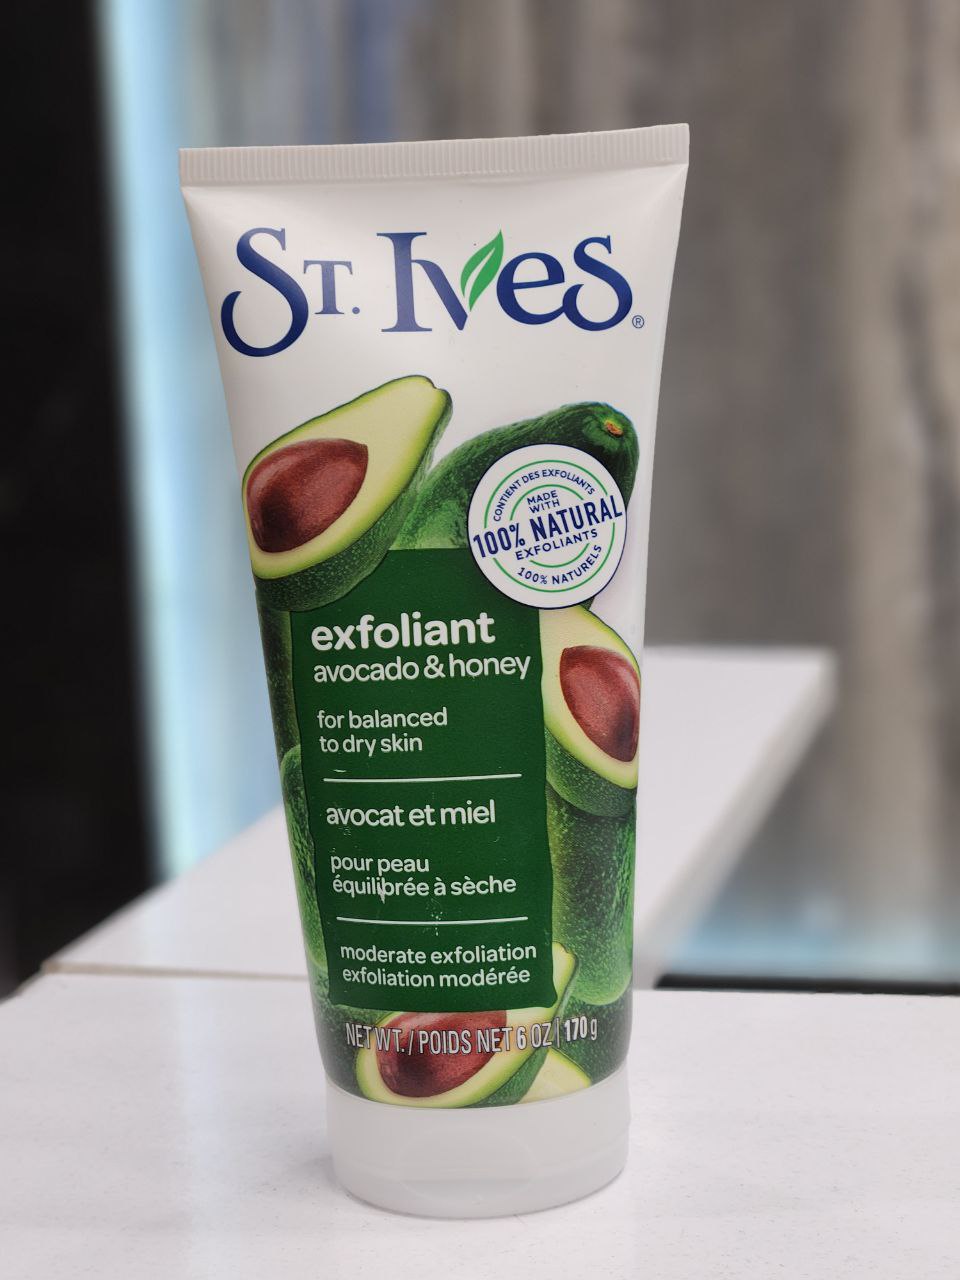 ST. Ives®
CONTIENT DES EXFOLIANTS
MADE
WITH
100% NATURAL
EXFOLIANTS
100% NATURELS
exfoliant
avocado & honey
for balanced
to dry skin
avocat et miel
pour peau
équilibrée à sèche
moderate exfoliation
exfoliation modérée
NET WT. / POIDS NET 6 OZ | 170 g